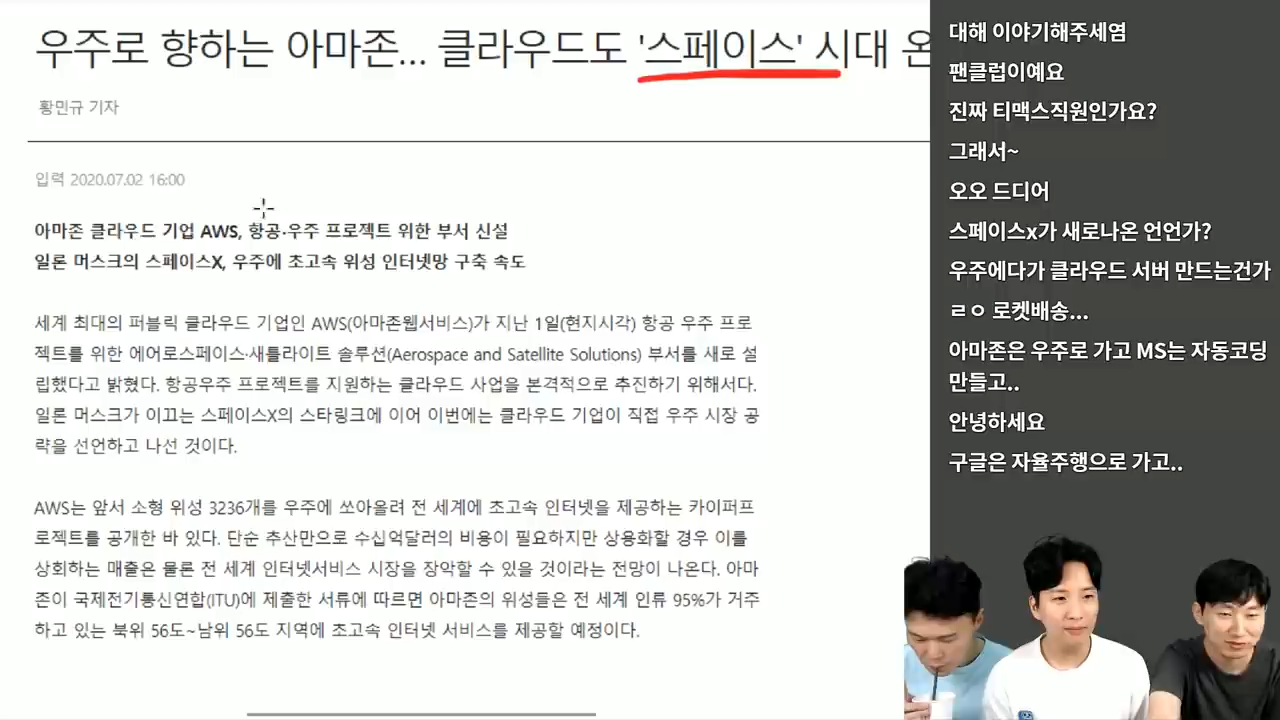 우주로 향하는 아마존... 클라우드도 '스페이스' 시대 온
황민규 기자
입력 2020.07.02 16:00
아마존 클라우드 기업 AWS, 항공·우주 프로젝트 위한 부서 신설
일론 머스크의 스페이스X, 우주에 초고속 위성 인터넷망 구축 속도
세계 최대의 퍼블릭 클라우드 기업인 AWS(아마존웹서비스)가 지난 1일(현지시각) 항공 우주 프로
젝트를 위한 에어로스페이스·새틀라이트 솔루션(Aerospace and Satellite Solutions) 부서를 새로 설
립했다고 밝혔다. 항공우주 프로젝트를 지원하는 클라우드 사업을 본격적으로 추진하기 위해서다.
일론 머스크가 이끄는 스페이스X의 스타링크에 이어 이번에는 클라우드 기업이 직접 우주 시장 공
략을 선언하고 나선 것이다.
AWS는 앞서 소형 위성 3236개를 우주에 쏘아올려 전 세계에 초고속 인터넷을 제공하는 카이퍼프
로젝트를 공개한 바 있다. 단순 추산만으로 수십억달러의 비용이 필요하지만 상용화할 경우 이를
상회하는 매출은 물론 전 세계 인터넷서비스 시장을 장악할 수 있을 것이라는 전망이 나온다. 아마
존이 국제전기통신연합(ITU)에 제출한 서류에 따르면 아마존의 위성들은 전 세계 인류 95%가 거주
하고 있는 북위 56도~남위 56도 지역에 초고속 인터넷 서비스를 제공할 예정이다.
대해 이야기해주세염
팬클럽이예요
진짜 티맥스직원인가요?
그래서~
오오 드디어
스페이스x가 새로나온 언언가?
우주에다가 클라우드 서버 만드는건가
ㄹㅇ 로켓배송...
아마존은 우주로 가고 MS는 자동코딩
만들고..
안녕하세요
구글은 자율주행으로 가고..